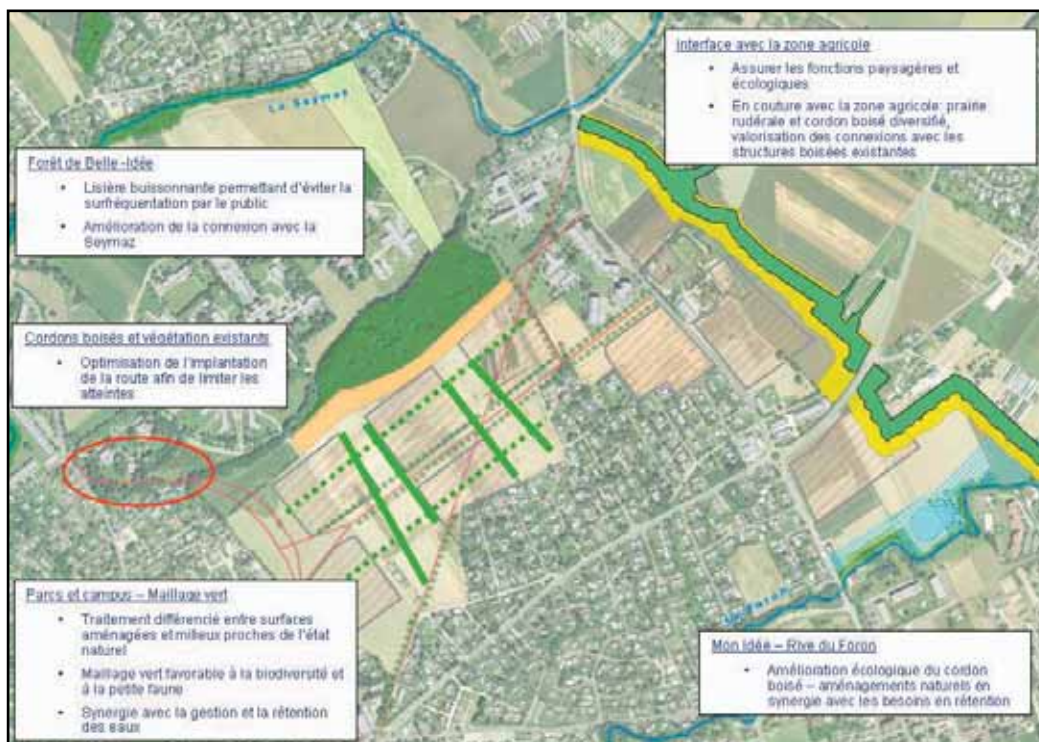 Interface avec la zone agricole
• Assurer les fonctions paysagères et
écologiques
• En couture avec la zone agricole: prairie
rudérale et cordon boisé diversifié,
valorisation des connexions avec les
structures boisées existantes
La Seymaz
Forêt de Belle -Idée
• Lisière buissonnante permettant d'éviter la
surfréquentation par le public
• Amélioration de la connexion avec la
Seymaz
Cordons boisés et végétation existants
• Optimisation de l'implantation
de la route afin de limiter les
atteintes
Parcs et campus – Maillage vert
• Traitement différencié entre surfaces
aménagées et milieux proches de l'état
naturel
• Maillage vert favorable à la biodiversité et
à la petite faune
• Synergie avec la gestion et la rétention
des eaux
Le Foron
Mon Idée – Rive du Foron
• Amélioration écologique du cordon
boisé – aménagements naturels en
synergie avec les besoins en rétention